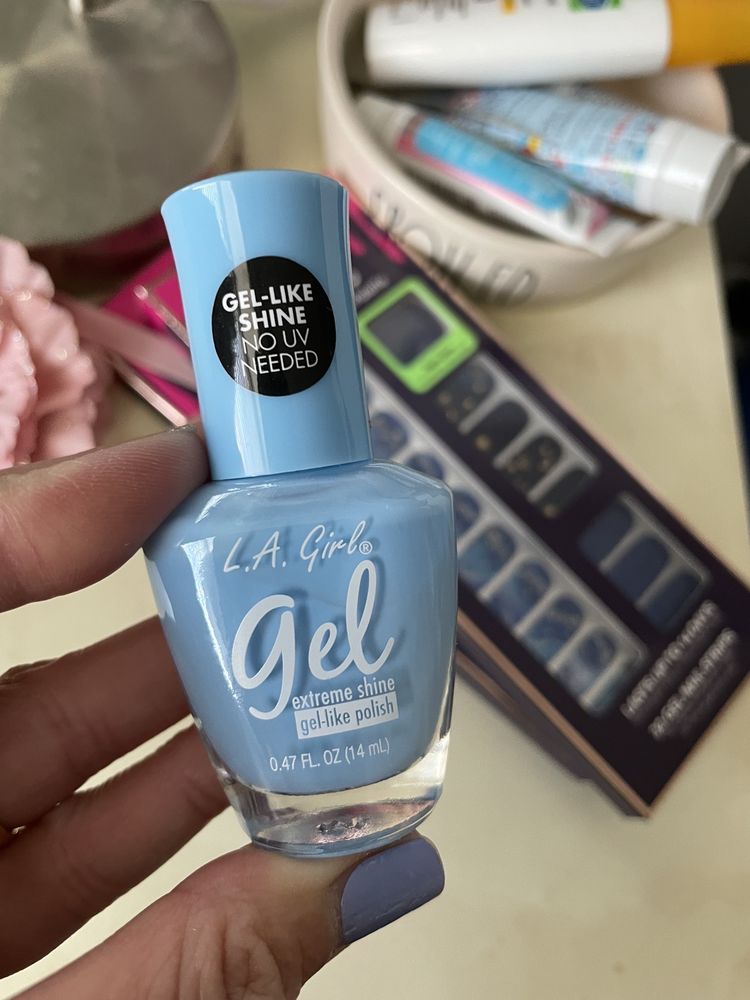 GEL-LIKE
SHINE
NO UV
NEEDED
L.A. Girl®
gel
extreme shine
gel-like polish
0.47 FL. OZ (14 mL)
SPOILED